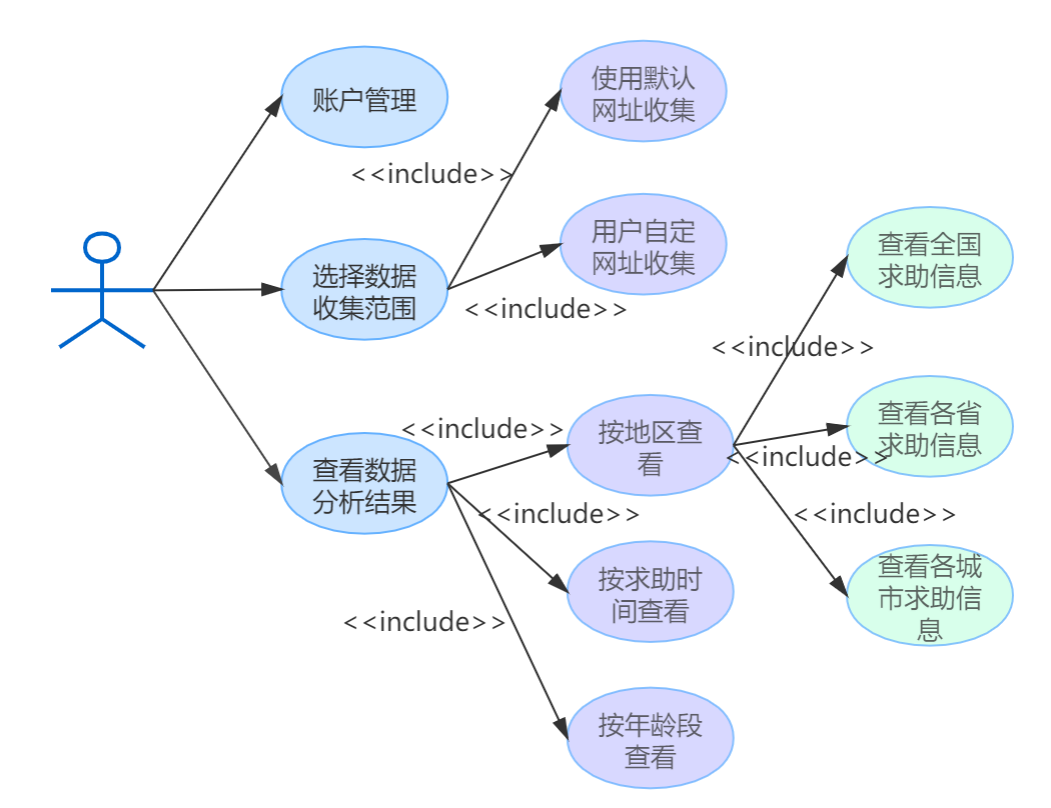 账户管理
使用默认
网址收集
<<include>>
用户自定
网址收集
选择数据
收集范围
<<include>>
查看全国
求助信息
<<include>>
<<include>>
按地区查
看
查看各省
求助信息
<<include>>
查看数据
分析结果
<<include>>
<<include>>
按求助时
间查看
查看各城
市求助信
息
<<include>>
按年龄段
查看